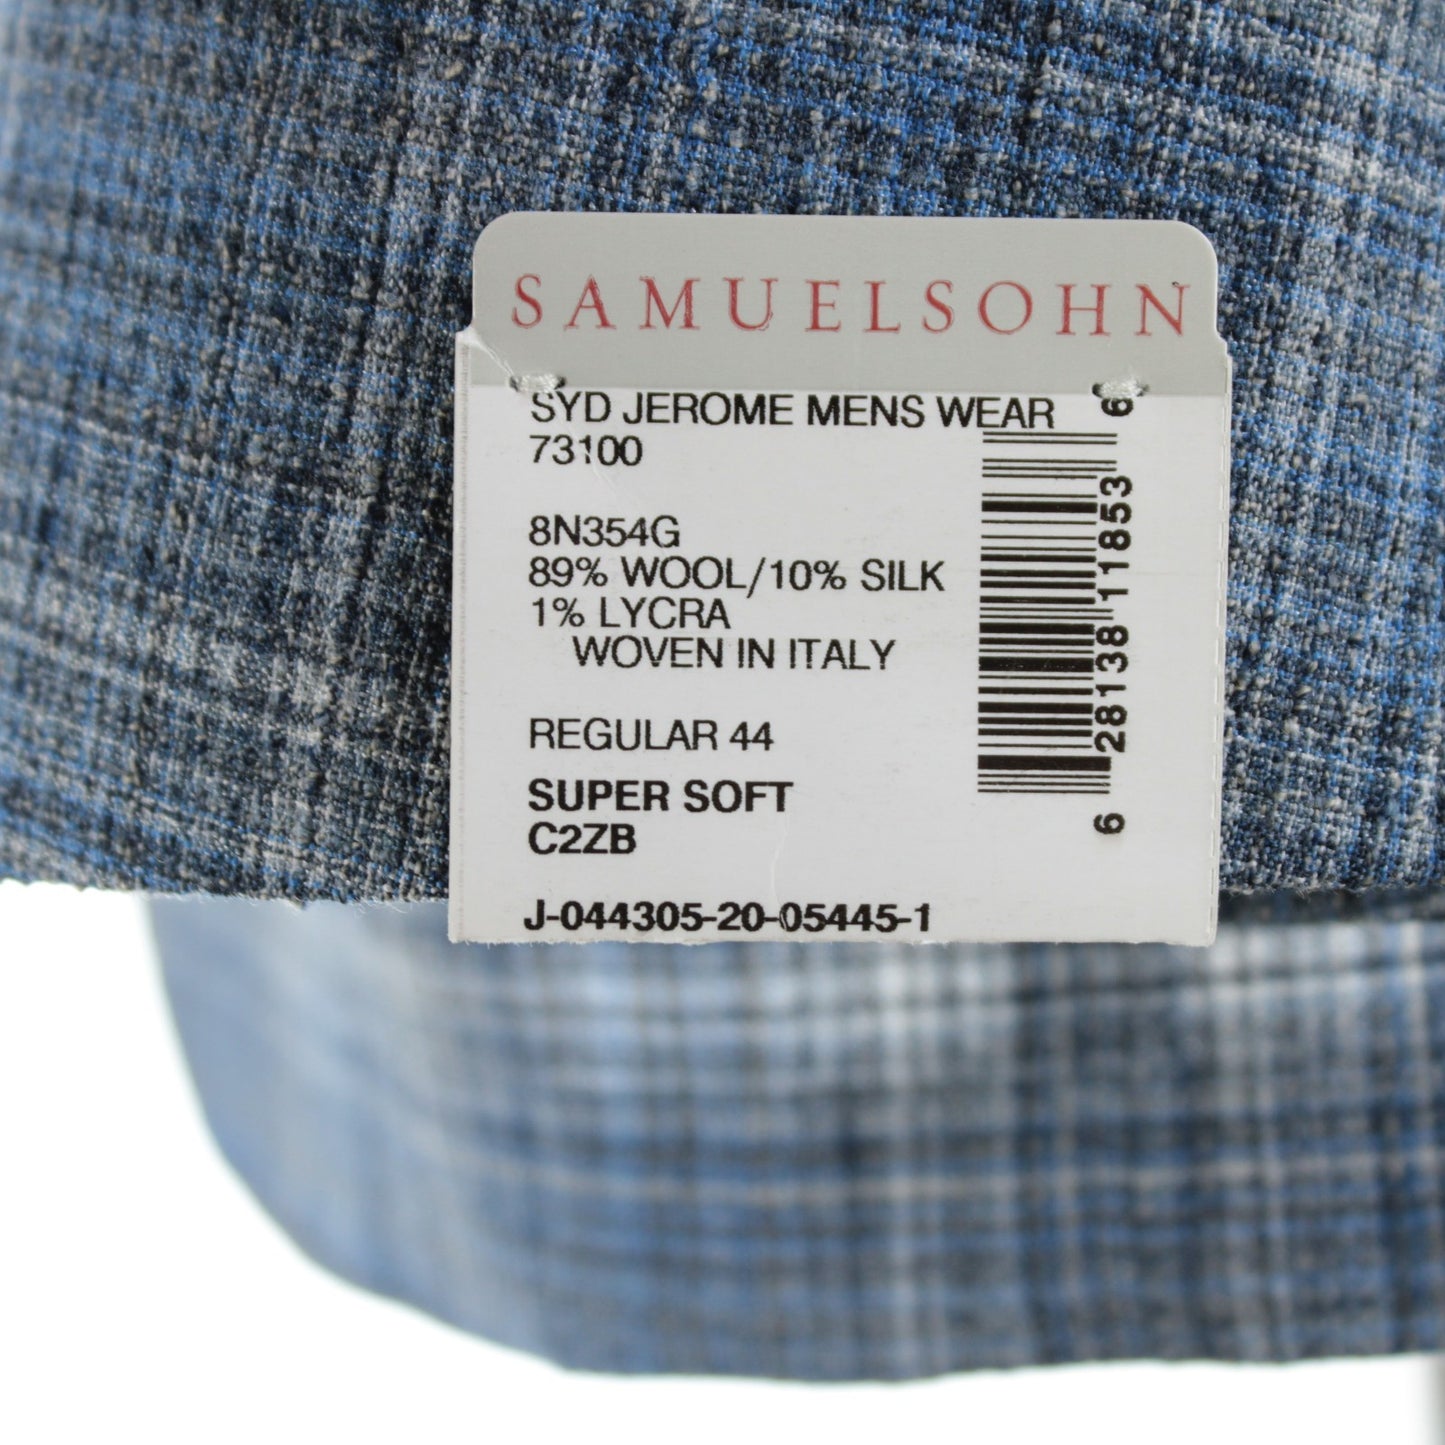 SAMUELSOHN
SYD JEROME MENS WEAR
73100
8N354G
89% WOOL/10% SILK
1% LYCRA
WOVEN IN ITALY
REGULAR 44
SUPER SOFT
C2ZB
J-044305-20-05445-1
6 28138 11853 6